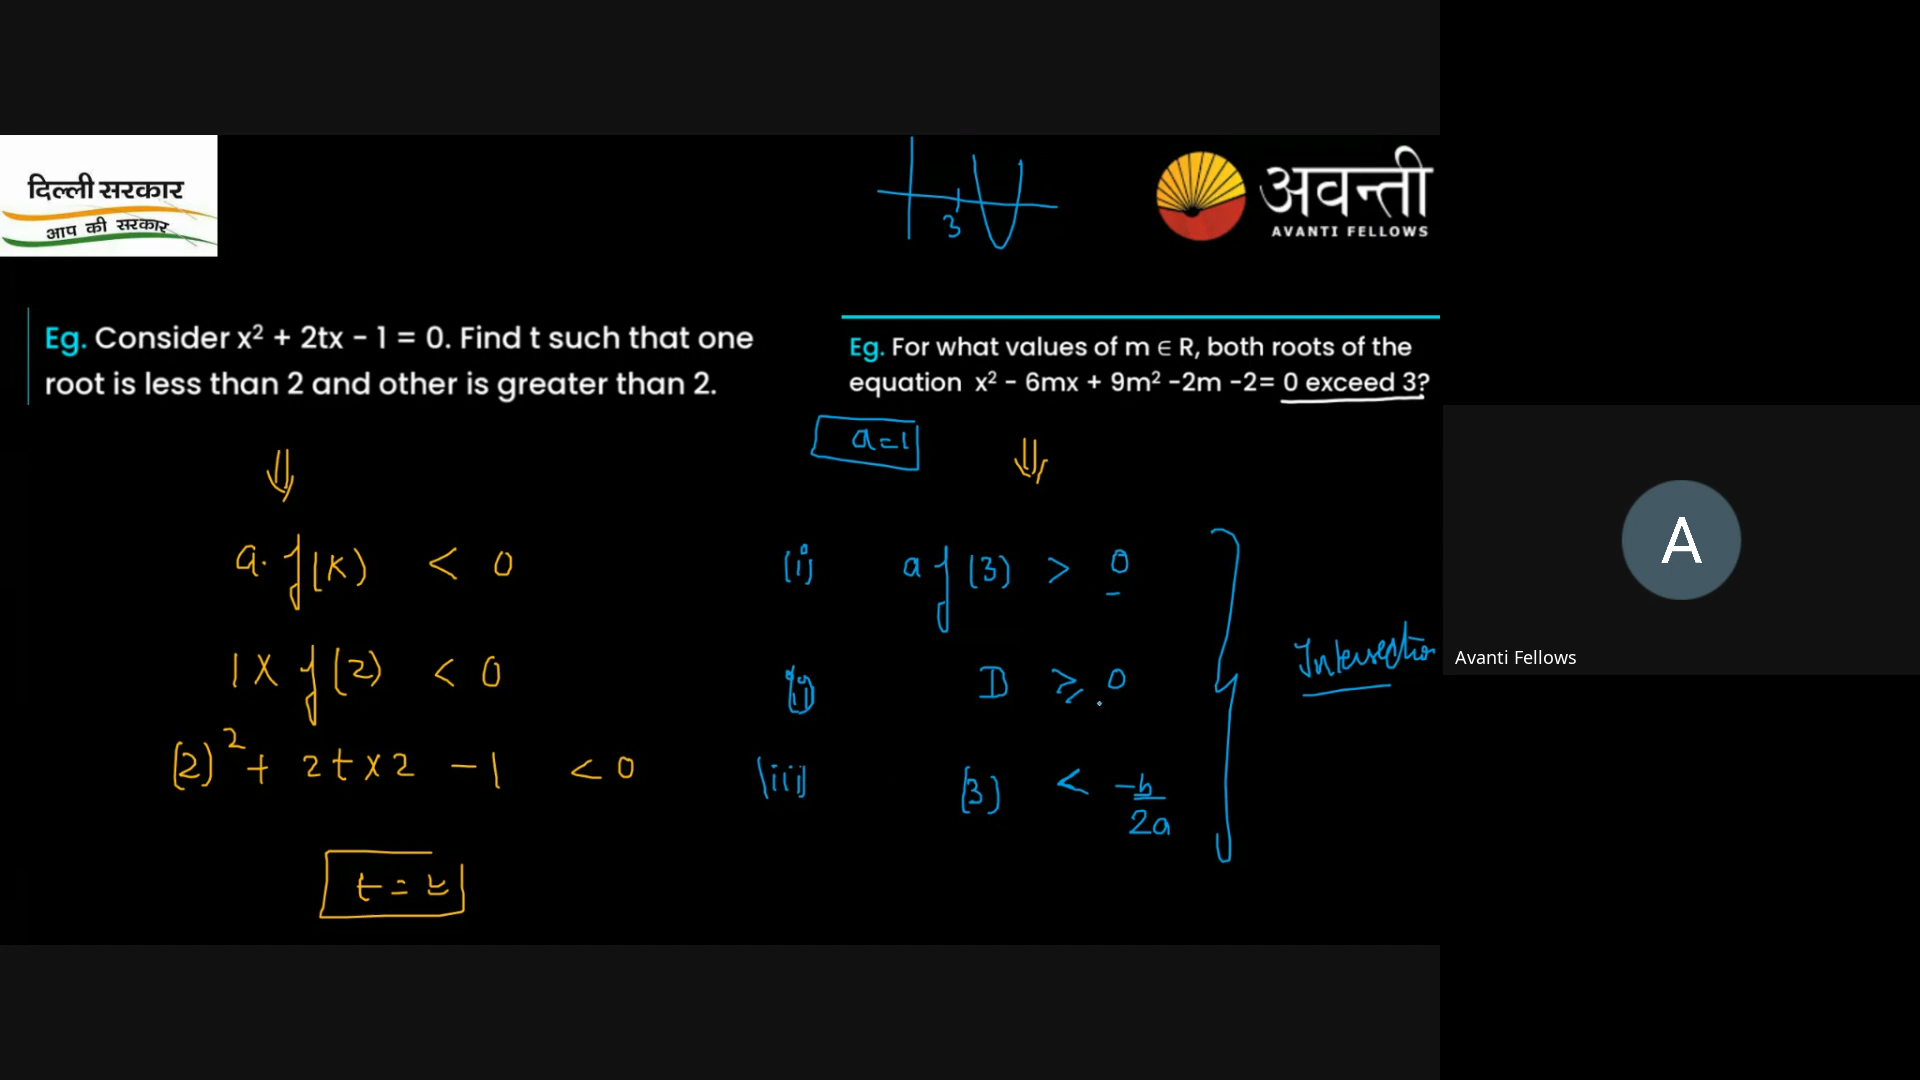 दिल्ली सरकार
आप की सरकार
3
अवन्ती
AVANTI FELLOWS
Eg. Consider x² + 2tx - 1 = 0. Find t such that one
root is less than 2 and other is greater than 2.
a. f(K) < 0
1 X f(2) < 0
(2)² + 2t x 2 - 1 < 0
Eg. For what values of m ∈ R, both roots of the
equation x² - 6mx + 9m² -2m -2= 0 exceed 3?
a=1
(i) a f(3) > 0
D ≥ 0
(iii) (3) < -b/2a
Intersection
A
Avanti Fellows